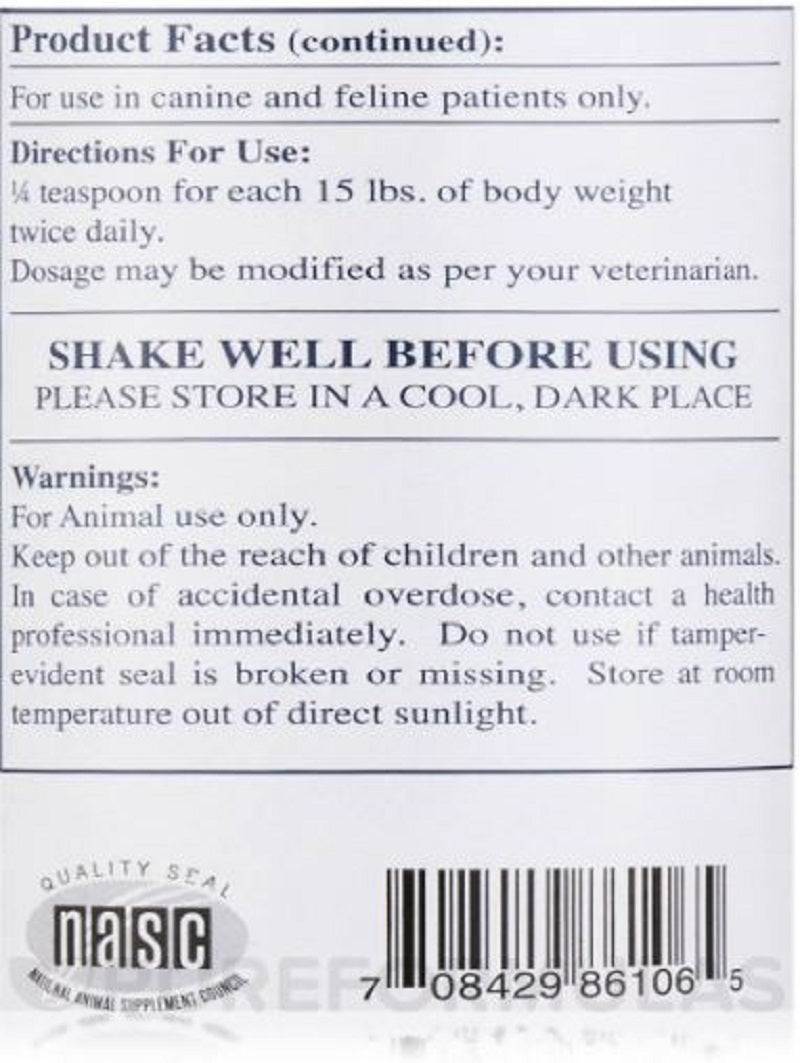 Product Facts (continued):
For use in canine and feline patients only.
Directions For Use:
¼ teaspoon for each 15 lbs. of body weight
twice daily.
Dosage may be modified as per your veterinarian.
SHAKE WELL BEFORE USING
PLEASE STORE IN A COOL, DARK PLACE
Warnings:
For Animal use only.
Keep out of the reach of children and other animals.
In case of accidental overdose, contact a health
professional immediately. Do not use if tamper-
evident seal is broken or missing. Store at room
temperature out of direct sunlight.
QUALITY SEAL
nasc
NATIONAL ANIMAL SUPPLEMENT COUNCIL
PUREFORMULAS
7 08429 86106 5